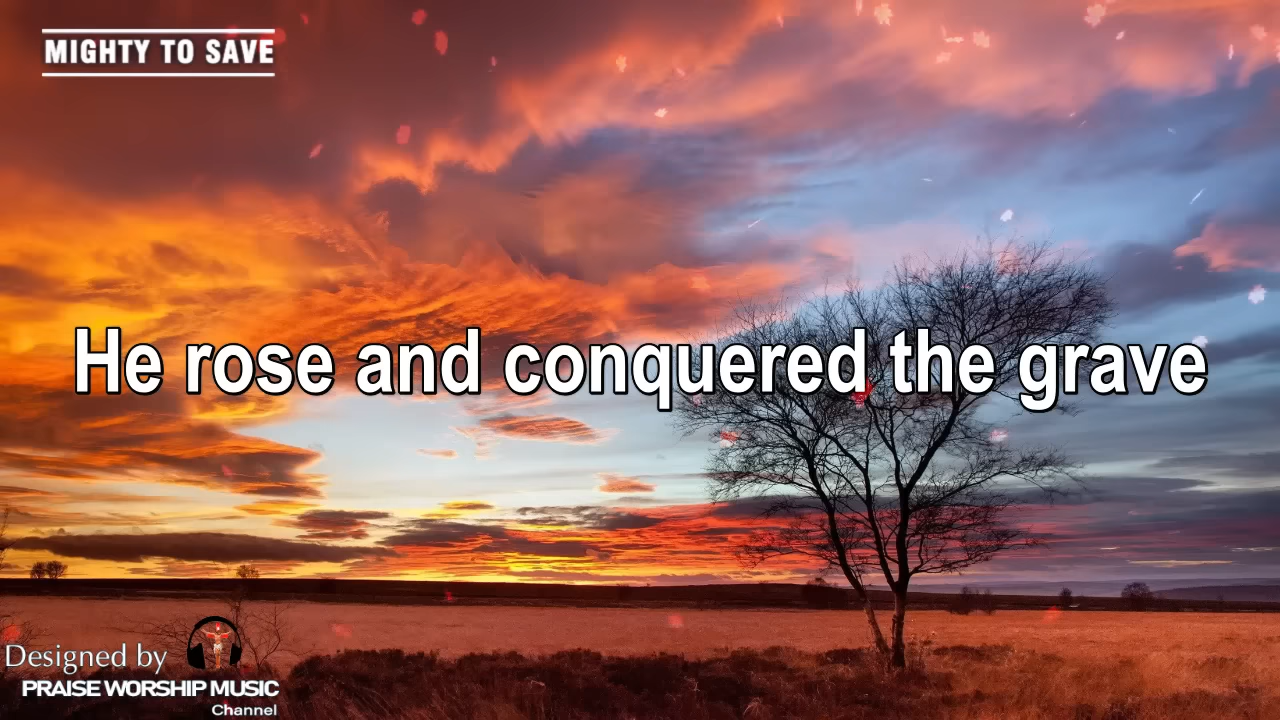 MIGHTY TO SAVE
He rose and conquered the grave
Designed by
PRAISE WORSHIP MUSIC
Channel